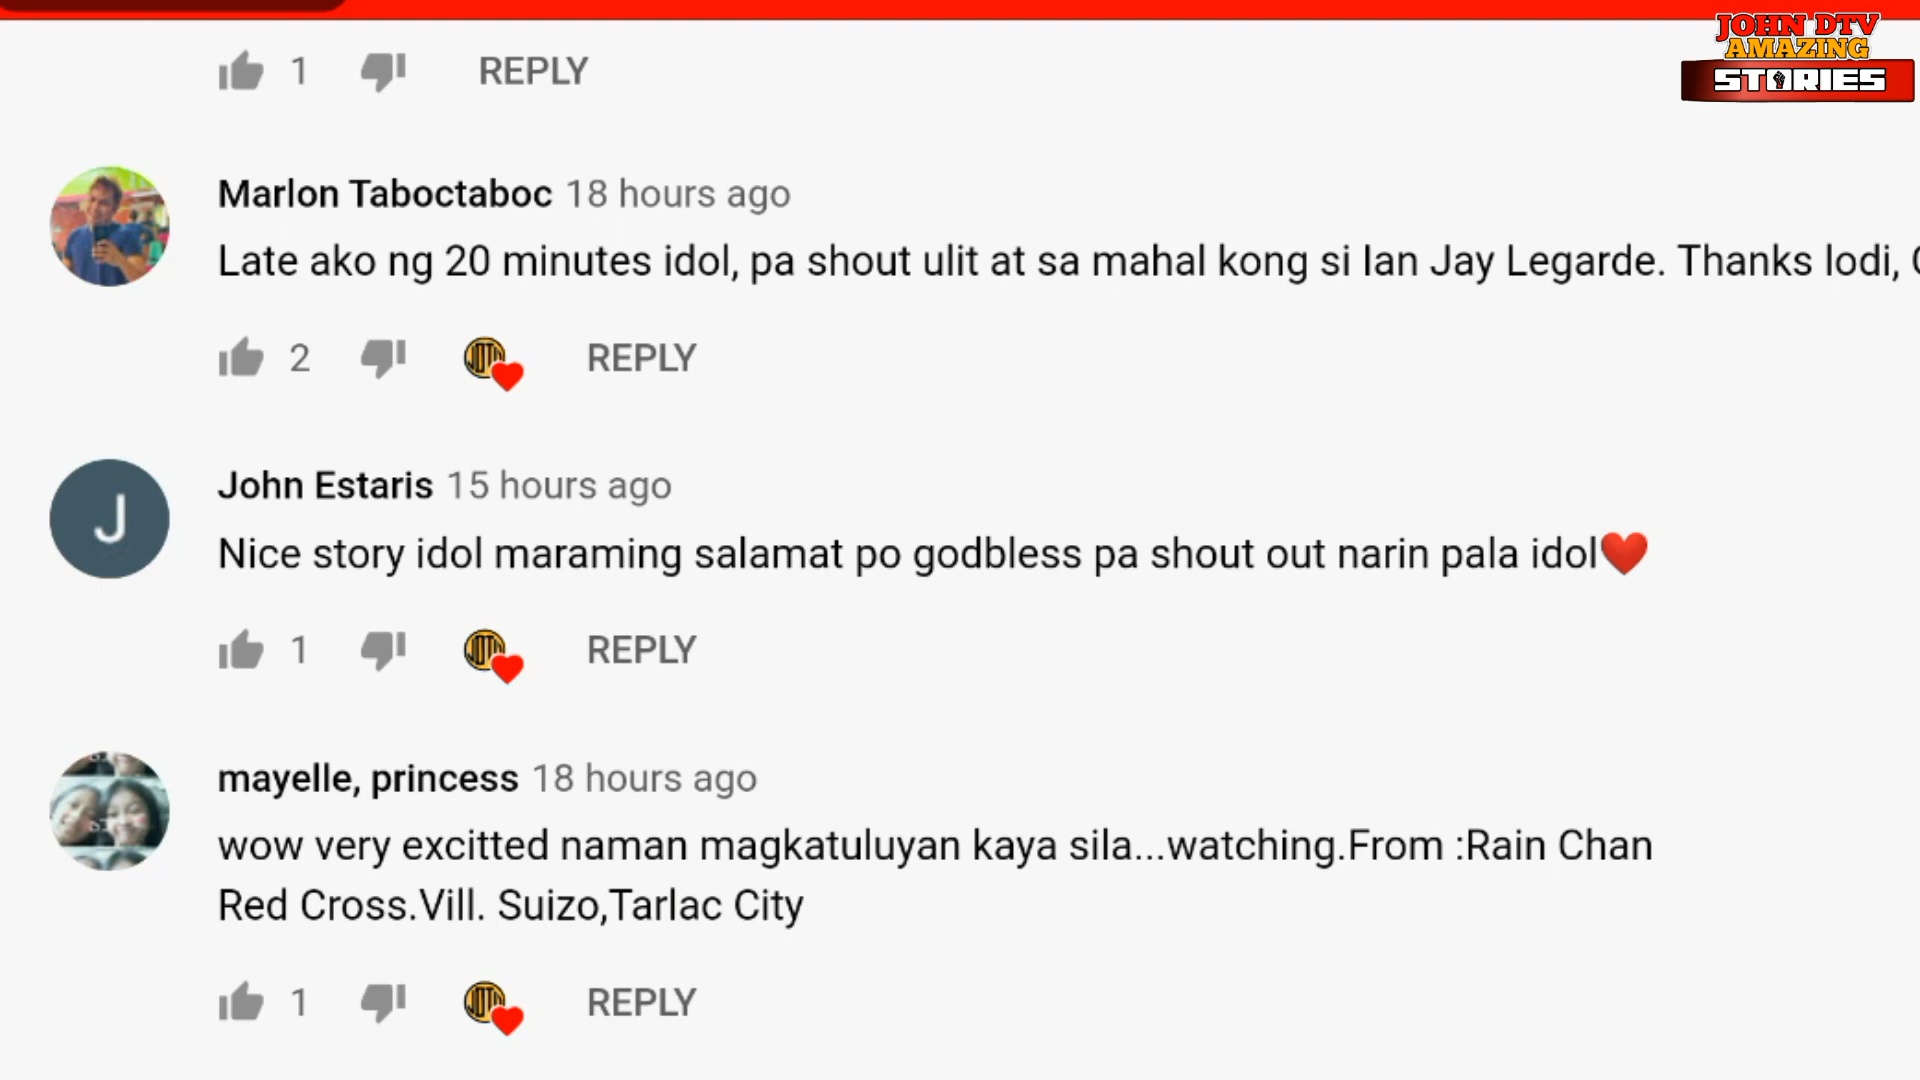 JOHN DTV
AMAZING
STORIES
1 REPLY
Marlon Taboctaboc 18 hours ago
Late ako ng 20 minutes idol, pa shout ulit at sa mahal kong si Ian Jay Legarde. Thanks lodi,
2 REPLY
John Estaris 15 hours ago
Nice story idol maraming salamat po godbless pa shout out narin pala idol❤️
1 REPLY
mayelle, princess 18 hours ago
wow very excitted naman magkatuluyan kaya sila...watching.From :Rain Chan
Red Cross.Vill. Suizo,Tarlac City
1 REPLY